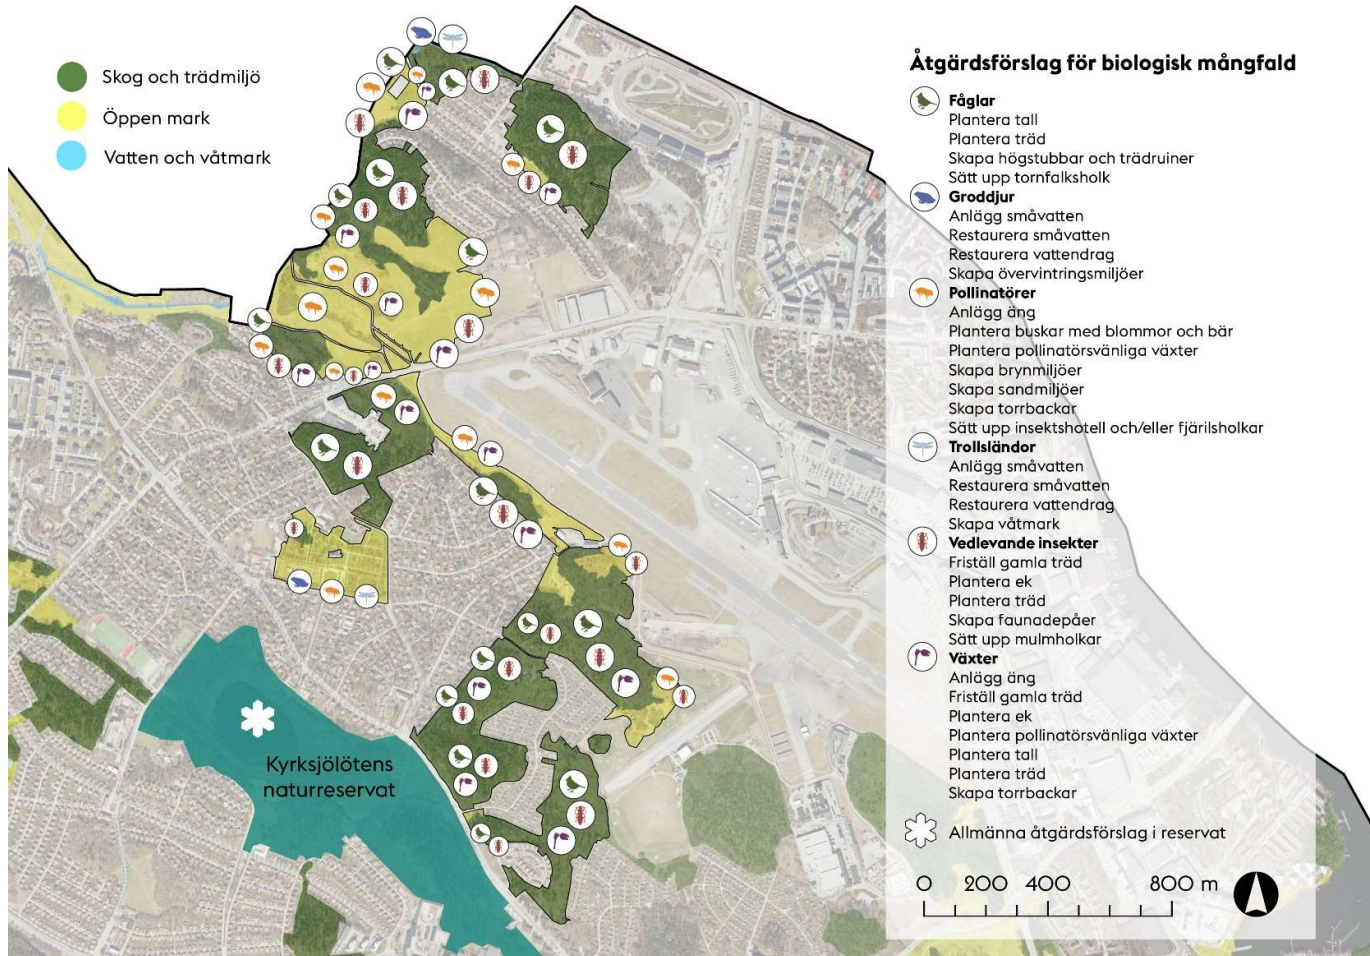 Skog och trädmiljö
Öppen mark
Vatten och våtmark
Kyrksjölötens
naturreservat
Åtgärdsförslag för biologisk mångfald
Fåglar
Plantera tall
Plantera träd
Skapa högstubbar och trädruiner
Sätt upp tornfalksholk
Groddjur
Anlägg småvatten
Restaurera småvatten
Restaurera vattendrag
Skapa övervintringsmiljöer
Pollinatörer
Anlägg äng
Plantera buskar med blommor och bär
Plantera pollinatörsvänliga växter
Skapa brynmiljöer
Skapa sandmiljöer
Skapa torrbackar
Sätt upp insektshotell och/eller fjärilsholkar
Trollsländor
Anlägg småvatten
Restaurera småvatten
Restaurera vattendrag
Skapa våtmark
Vedlevande insekter
Friställ gamla träd
Plantera ek
Plantera träd
Skapa faunadepåer
Sätt upp mulmholkar
Växter
Anlägg äng
Friställ gamla träd
Plantera ek
Plantera pollinatörsvänliga växter
Plantera tall
Plantera träd
Skapa torrbackar
Allmänna åtgärdsförslag i reservat
0 200 400 800 m